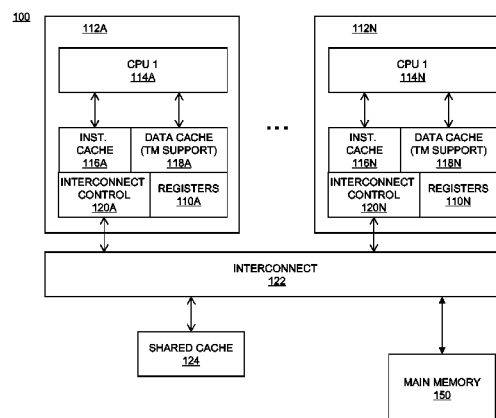 100
112A
CPU 1
114A
INST.
CACHE
116A
DATA CACHE
(TM SUPPORT)
118A
INTERCONNECT
CONTROL
120A
REGISTERS
110A
...
112N
CPU 1
114N
INST.
CACHE
116N
DATA CACHE
(TM SUPPORT)
118N
INTERCONNECT
CONTROL
120N
REGISTERS
110N
INTERCONNECT
122
SHARED CACHE
124
MAIN MEMORY
150